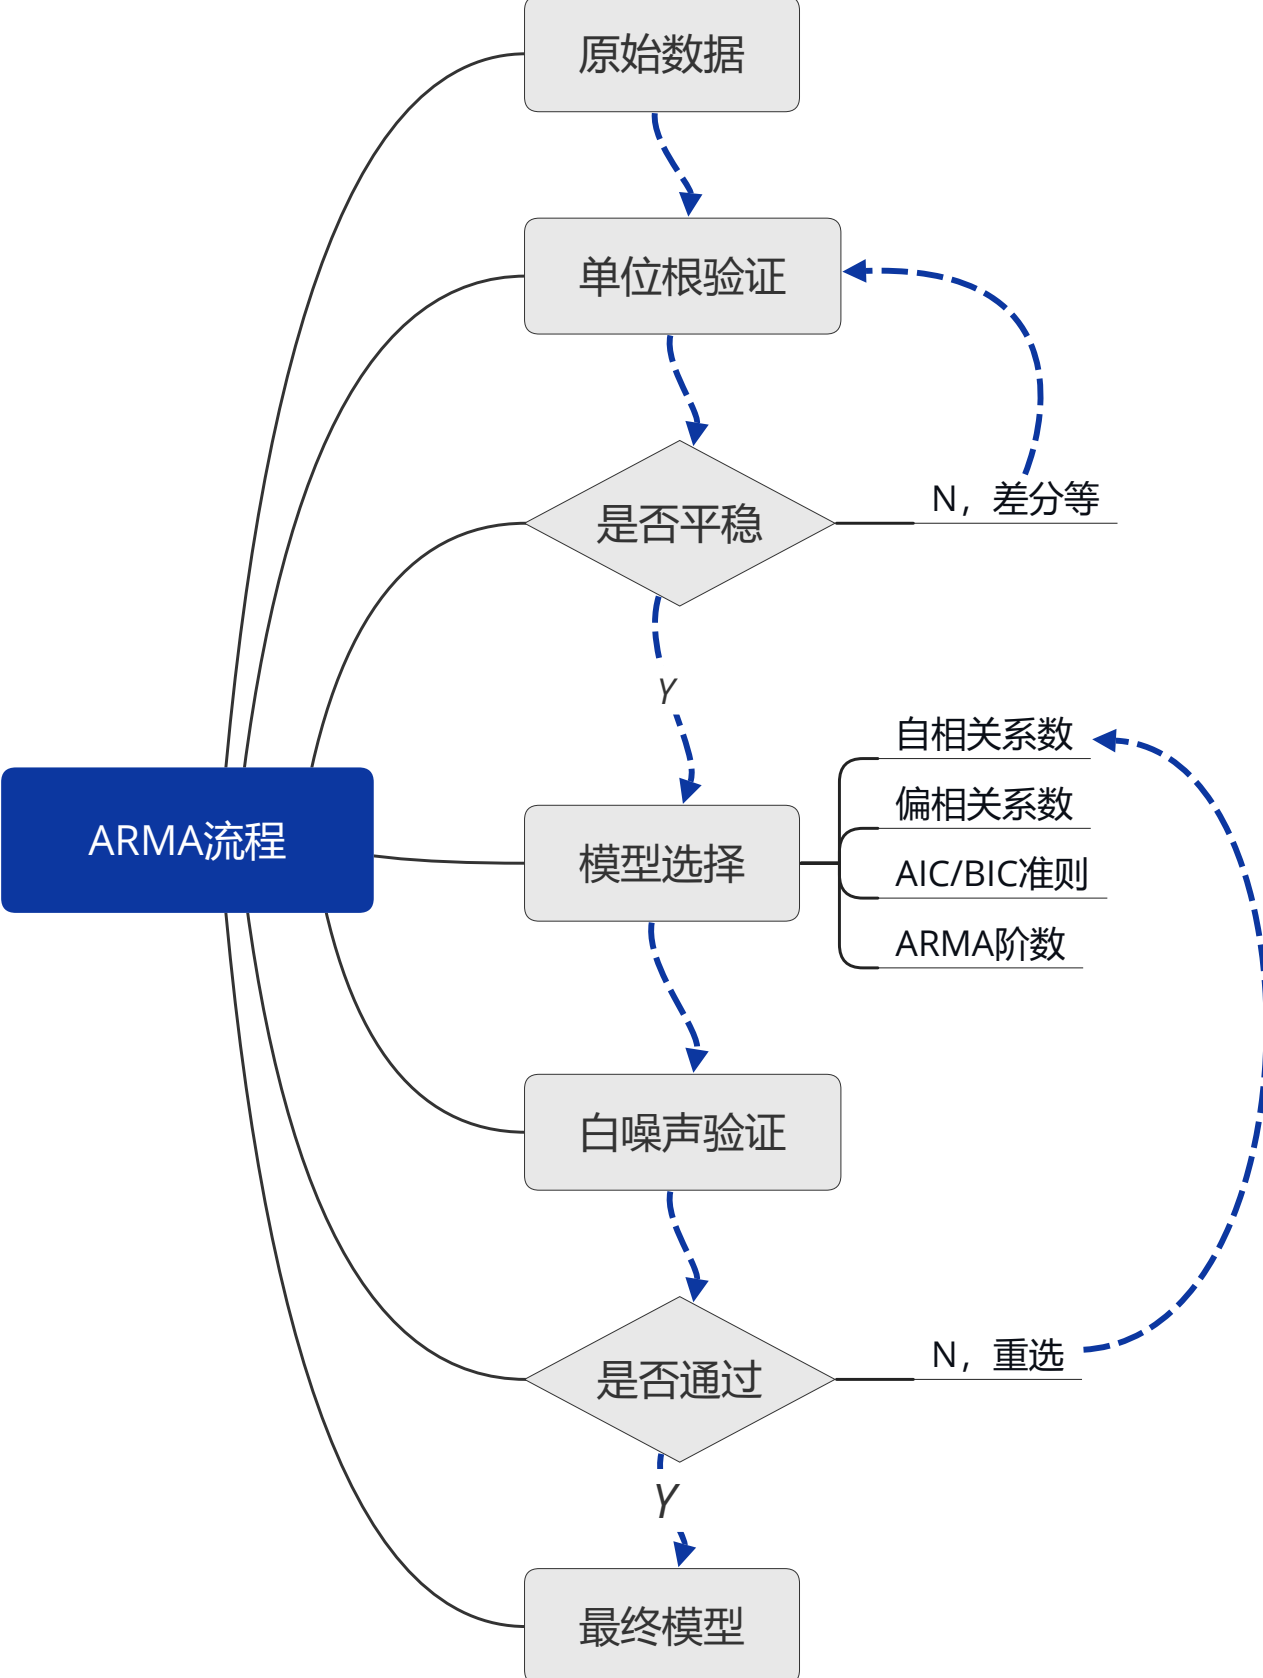 原始数据
单位根验证
是否平稳
N，差分等
Y
自相关系数
偏相关系数
ARMA流程
模型选择
AIC/BIC准则
ARMA阶数
白噪声验证
是否通过
N，重选
Y
最终模型